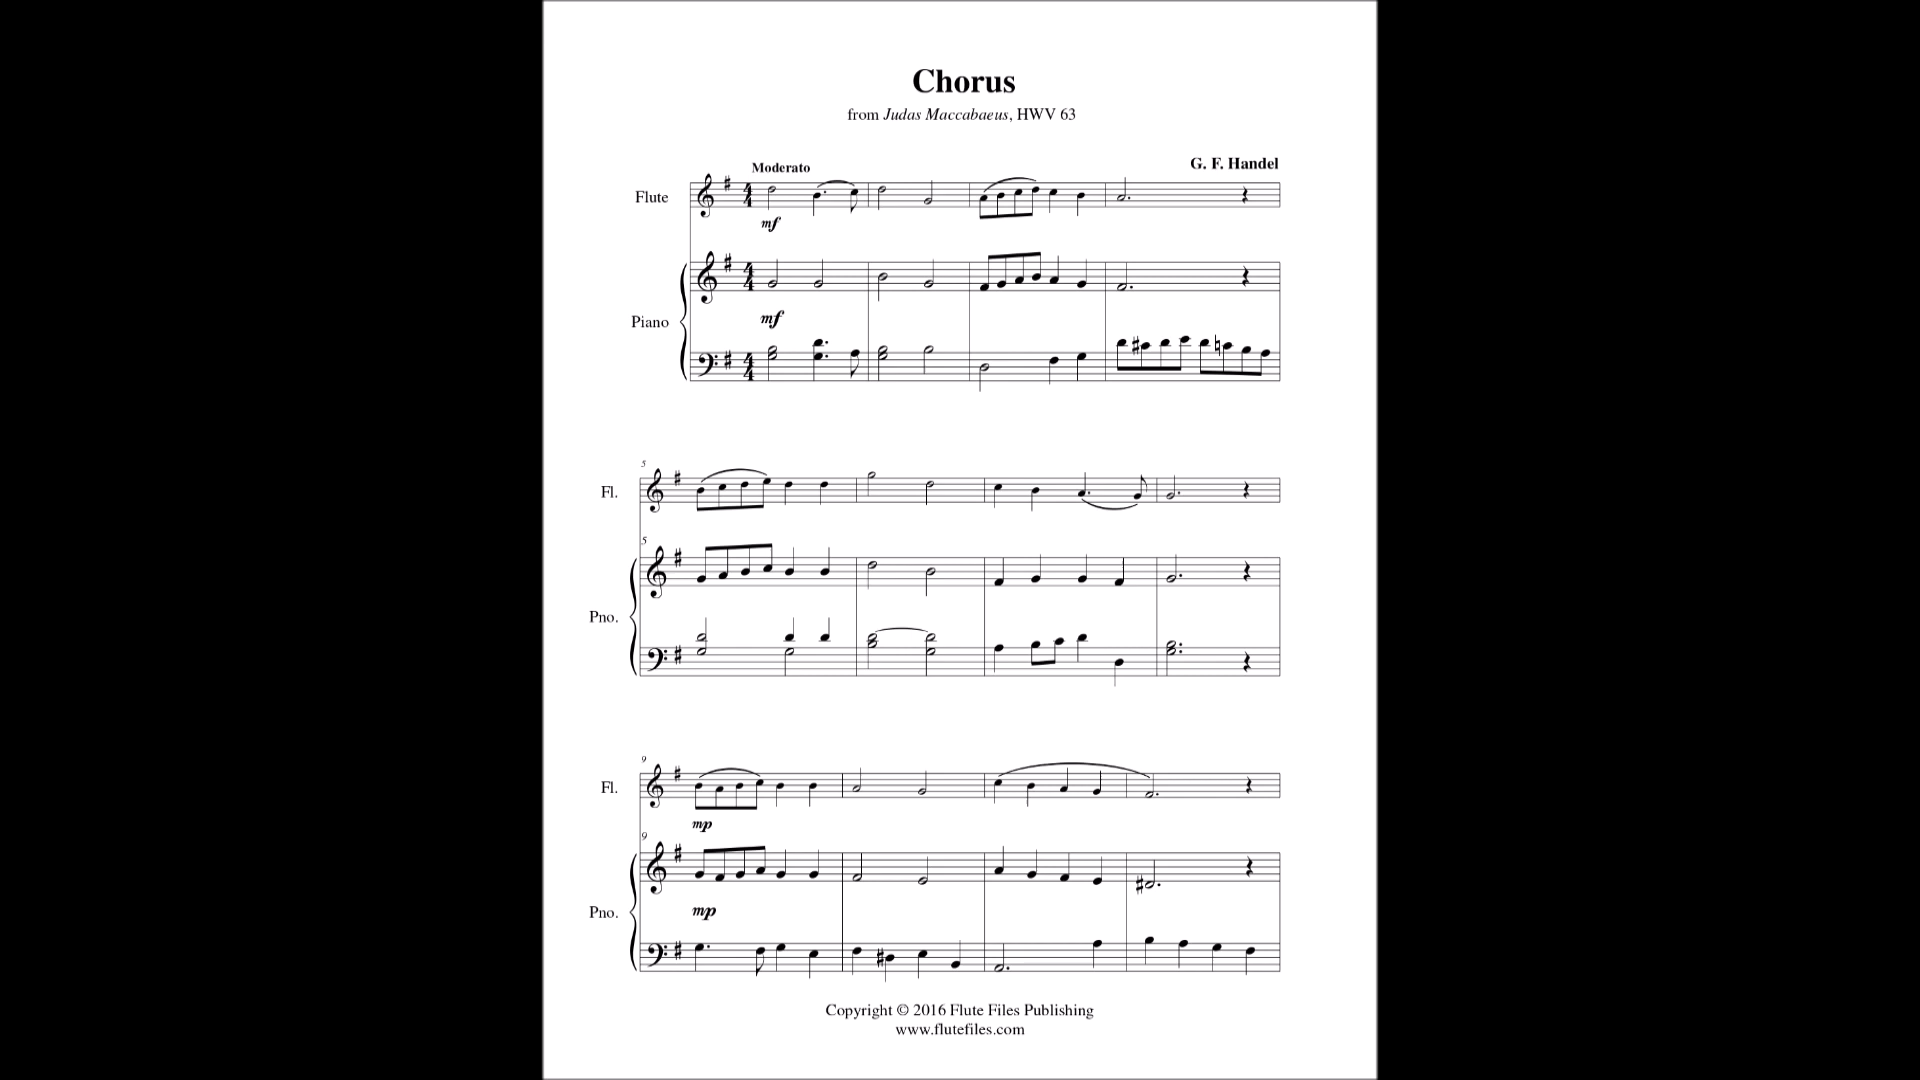 Chorus
from Judas Maccabaeus, HWV 63
G. F. Handel
Moderato
Flute
mf
Piano
mf
5
Fl.
5
Pno.
9
Fl.
mp
9
Pno.
mp
Copyright © 2016 Flute Files Publishing
www.flutefiles.com